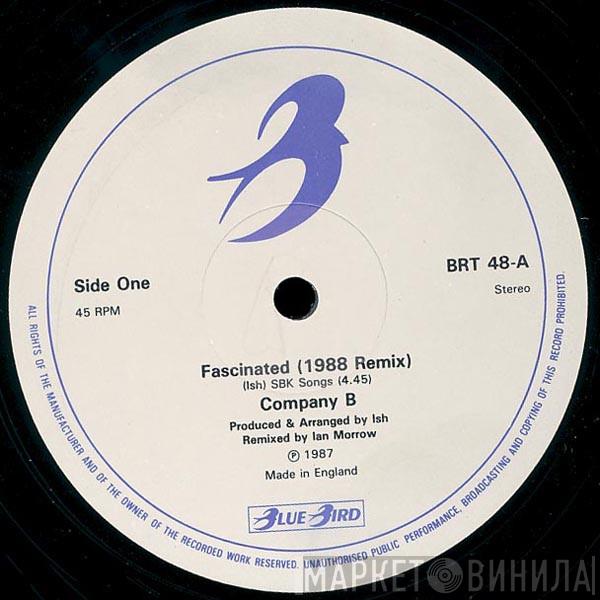 Side One
45 RPM
BRT 48-A
Stereo
Fascinated (1988 Remix)
(Ish) SBK Songs (4.45)
Company B
Produced & Arranged by Ish
Remixed by Ian Morrow
℗ 1987
Made in England
BLUE BIRD
ALL RIGHTS OF THE MANUFACTURER AND OF THE OWNER OF THE RECORDED WORK RESERVED. UNAUTHORISED PUBLIC PERFORMANCE, BROADCASTING AND COPYING OF THIS RECORD PROHIBITED.
МАРКЕТ ВИНИЛА